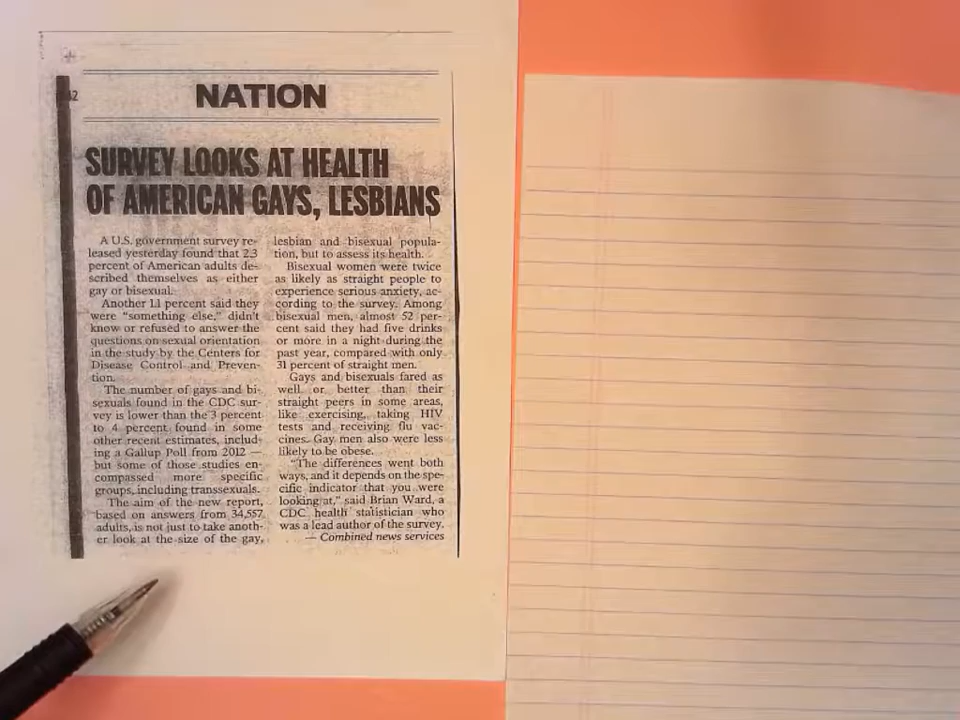 NATION
SURVEY LOOKS AT HEALTH
OF AMERICAN GAYS, LESBIANS
A U.S. government survey re-
leased yesterday found that 2.3
percent of American adults de-
scribed themselves as either
gay or bisexual.
Another 1.1 percent said they
were "something else," didn't
know or refused to answer the
questions on sexual orientation
in the study by the Centers for
Disease Control and Preven-
tion.
The number of gays and bi-
sexuals found in the CDC sur-
vey is lower than the 3 percent
to 4 percent found in some
other recent estimates, includ-
ing a Gallup Poll from 2012 —
but some of those studies en-
compassed more specific
groups, including transsexuals.
The aim of the new report,
based on answers from 34,557
adults, is not just to take anoth-
er look at the size of the gay,
lesbian and bisexual popula-
tion, but to assess its health.
Bisexual women were twice
as likely as straight people to
experience serious anxiety, ac-
cording to the survey. Among
bisexual men, almost 52 per-
cent said they had five drinks
or more in a night during the
past year, compared with only
31 percent of straight men.
Gays and bisexuals fared as
well or better than their
straight peers in some areas,
like exercising, taking HIV
tests and receiving flu vac-
cines. Gay men also were less
likely to be obese.
"The differences went both
ways, and it depends on the spe-
cific indicator that you were
looking at," said Brian Ward, a
CDC health statistician who
was a lead author of the survey.
— Combined news services